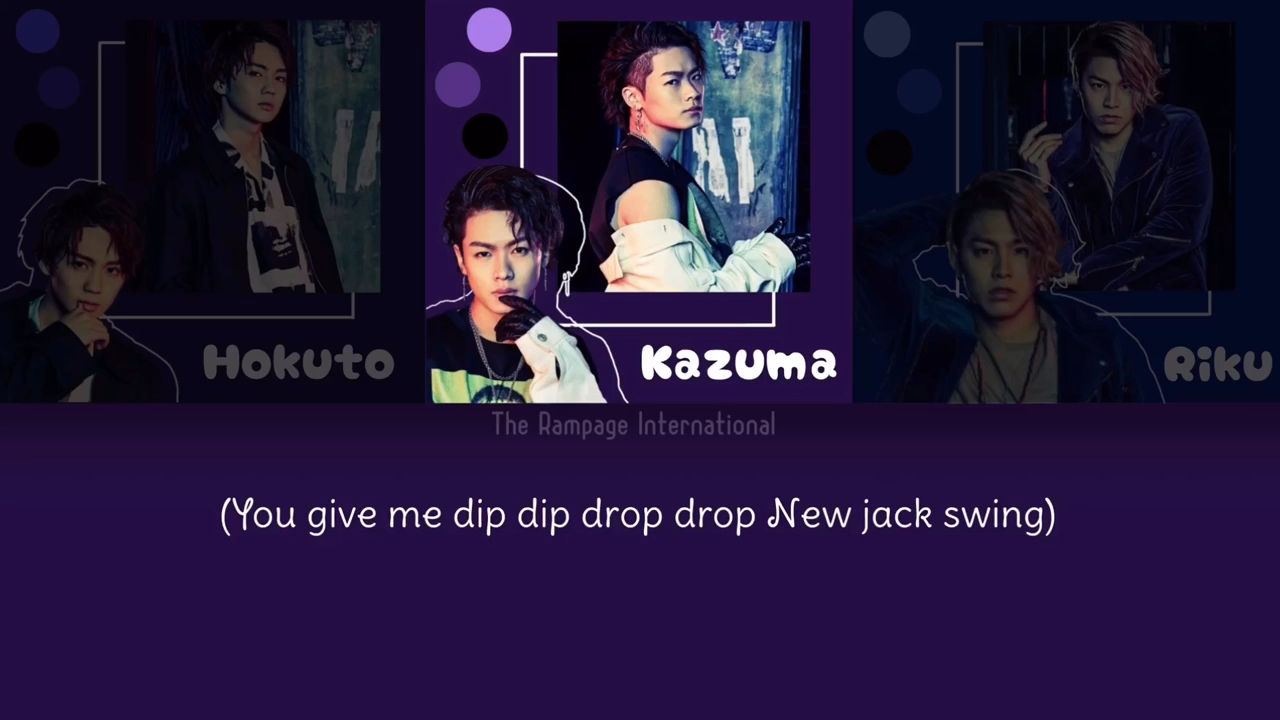 Hokuto
Kazuma
Riku
The Rampage International
(You give me dip dip drop drop New jack swing)